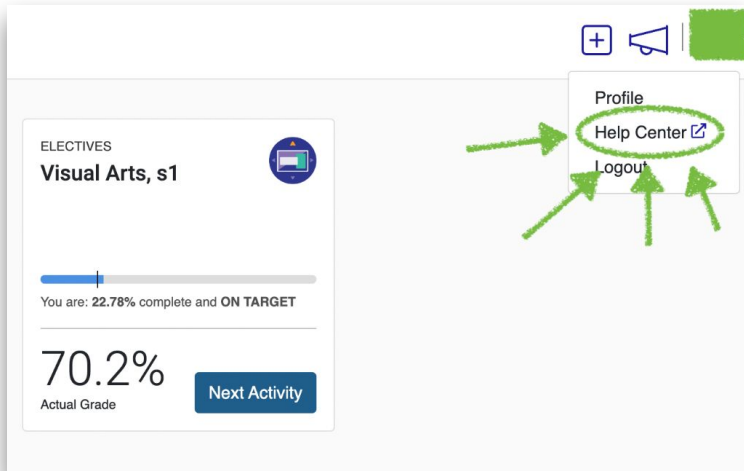 Profile
Help Center
Logout
ELECTIVES
Visual Arts, s1
You are: 22.78% complete and ON TARGET
70.2%
Actual Grade
Next Activity